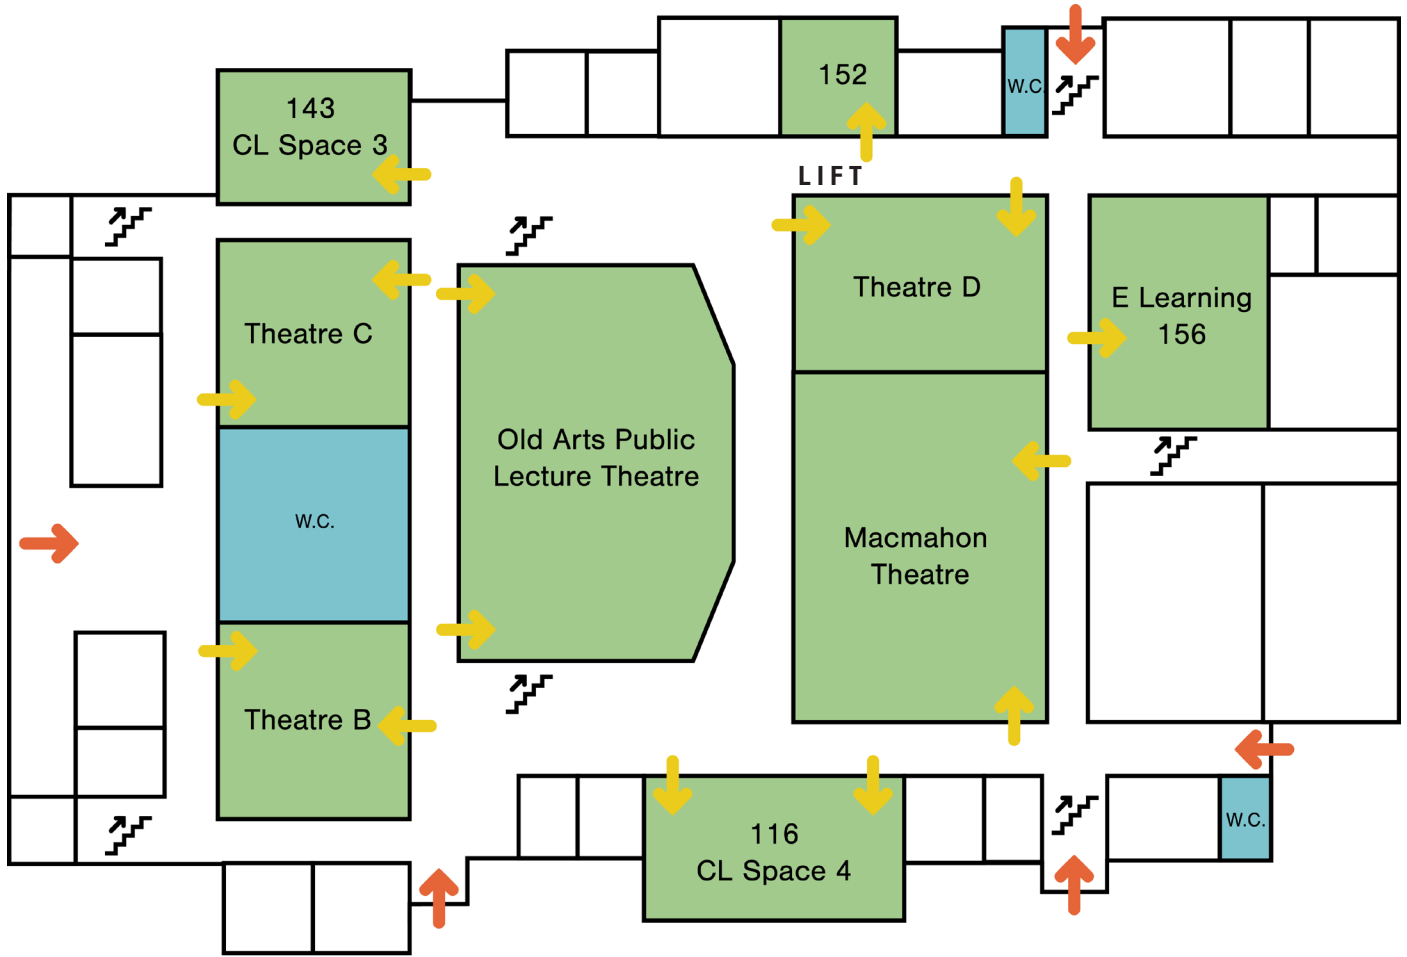 152
W.C.
143
CL Space 3
LIFT
Theatre C
Theatre D
E Learning
156
Old Arts Public
Lecture Theatre
W.C.
Macmahon
Theatre
Theatre B
116
CL Space 4
W.C.